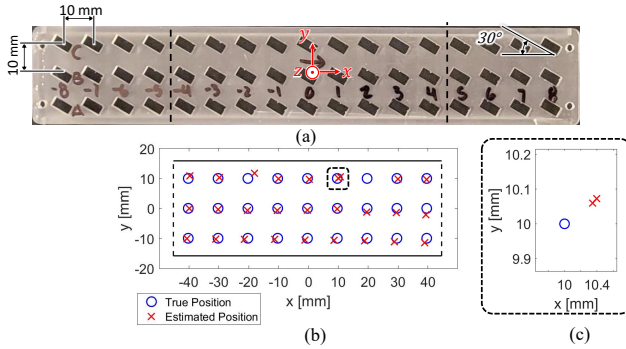 10 mm
10 mm
30°
y
z x
C
B
A
-8 -7 -6 -5 -4 -3 -2 -1 0 1 2 3 4 5 6 7 8
(a)
20
10
0
-10
-20
y [mm]
-40 -30 -20 -10 0 10 20 30 40
x [mm]
True Position
Estimated Position
(b)
10.2
10.1
10
9.9
y [mm]
10 10.4
x [mm]
(c)